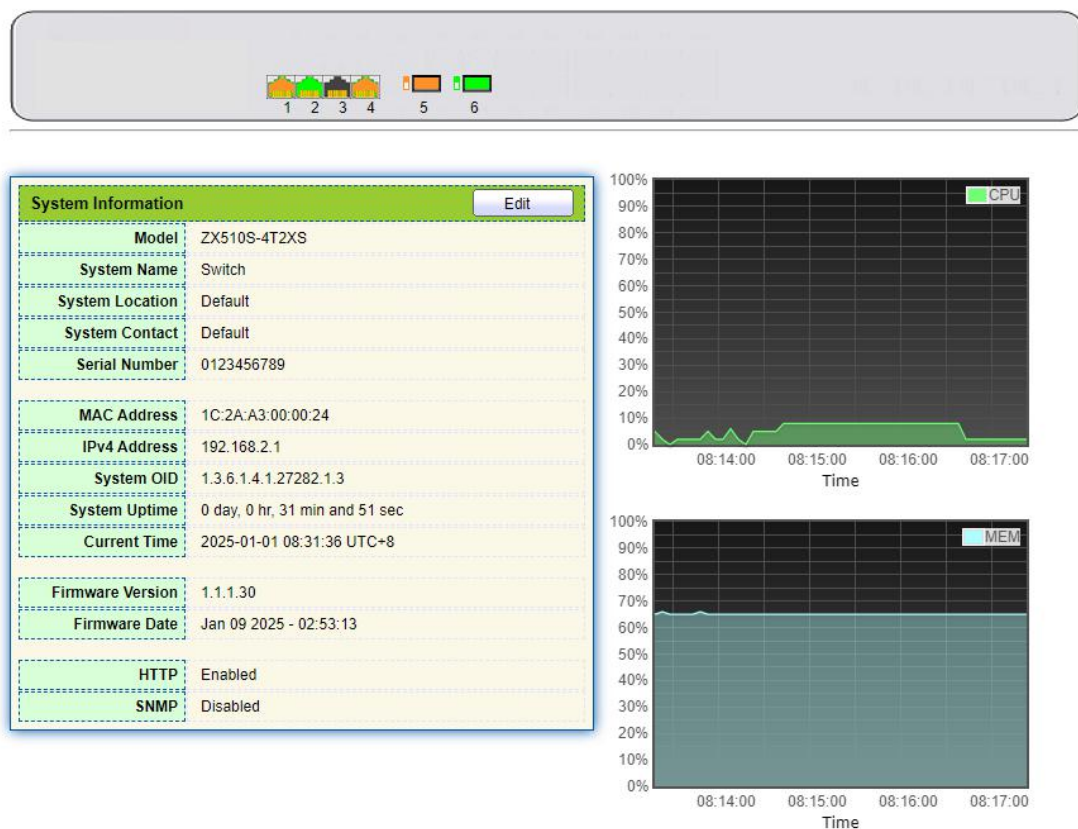 1 2 3 4 5 6
System Information Edit
Model ZX510S-4T2XS
System Name Switch
System Location Default
System Contact Default
Serial Number 0123456789
MAC Address 1C:2A:A3:00:00:24
IPv4 Address 192.168.2.1
System OID 1.3.6.1.4.1.27282.1.3
System Uptime 0 day, 0 hr, 31 min and 51 sec
Current Time 2025-01-01 08:31:36 UTC+8
Firmware Version 1.1.1.30
Firmware Date Jan 09 2025 - 02:53:13
HTTP Enabled
SNMP Disabled
CPU
100%
90%
80%
70%
60%
50%
40%
30%
20%
10%
0%
08:14:00 08:15:00 08:16:00 08:17:00
Time
MEM
100%
90%
80%
70%
60%
50%
40%
30%
20%
10%
0%
08:14:00 08:15:00 08:16:00 08:17:00
Time